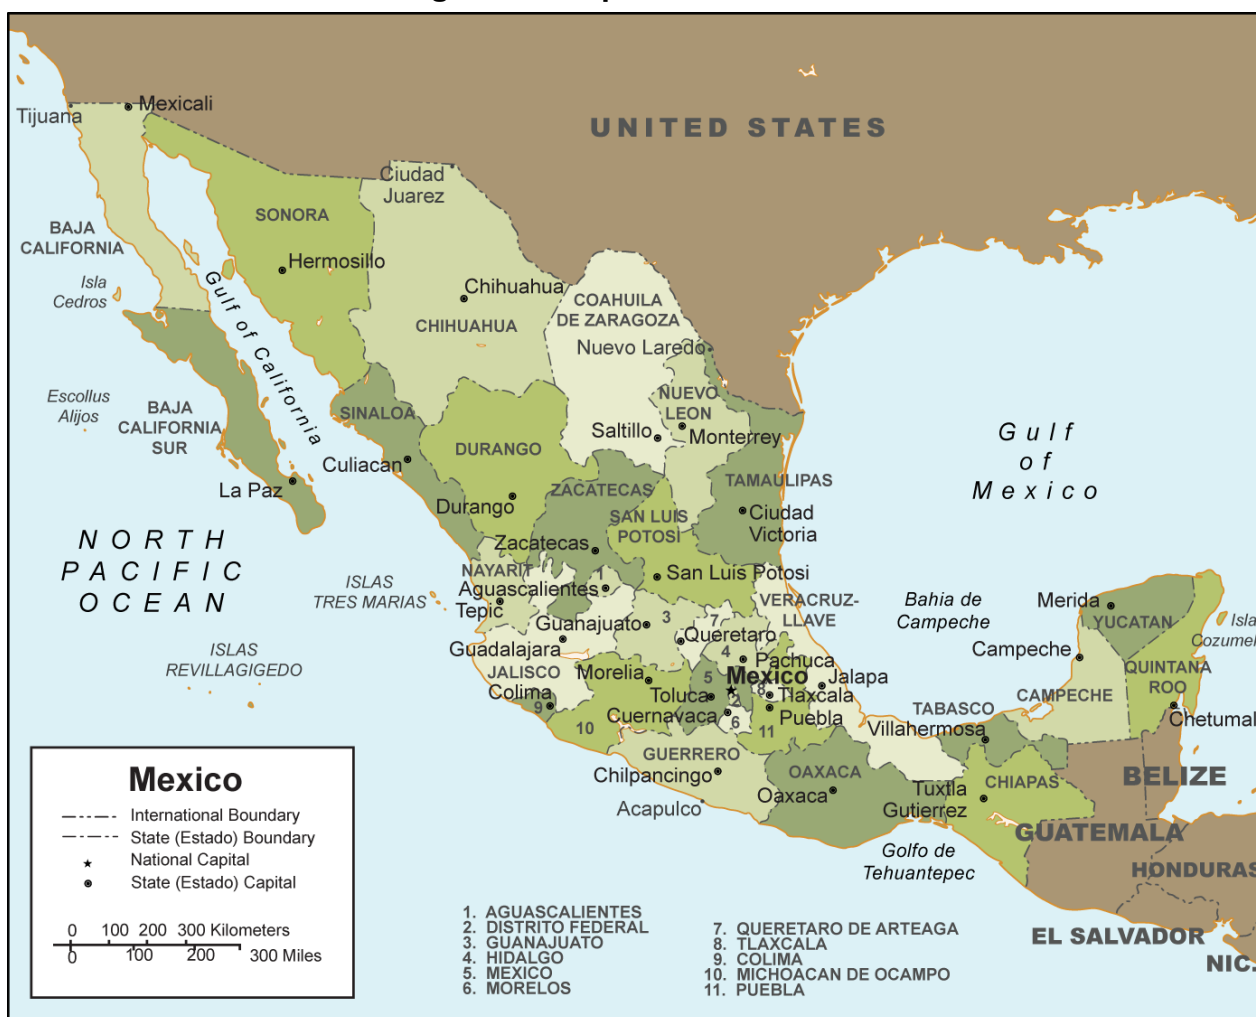 UNITED STATES
Tijuana
Mexicali
Ciudad
Juarez
SONORA
BAJA
CALIFORNIA
Hermosillo
Isla
Cedros
Gulf of California
Chihuahua
CHIHUAHUA
COAHUILA
DE ZARAGOZA
Nuevo Laredo
Escollus
Alijos
BAJA
CALIFORNIA
SUR
SINALOA
NUEVO
LEON
Saltillo
Monterrey
DURANGO
Culiacan
La Paz
Durango
ZACATECAS
TAMAULIPAS
SAN LUIS
POTOSI
Ciudad
Victoria
Gulf
of
Mexico
NORTH
PACIFIC
OCEAN
Zacatecas
NAYARIT
Aguascalientes
1
San Luis Potosi
Tepic
ISLAS
TRES MARIAS
VERACRUZ-
LLAVE
Bahia de
Campeche
Merida
YUCATAN
Isla
Cozumel
Guanajuato
3
7
Queretaro
Guadalajara
4
Pachuca
Campeche
ISLAS
REVILLAGIGEDO
JALISCO
Morelia
5
Mexico
Jalapa
QUINTANA
ROO
Colima
9
Toluca
2
8
Tlaxcala
CAMPECHE
Cuernavaca
6
Puebla
TABASCO
Villahermosa
Chetumal
10
11
GUERRERO
Chilpancingo
OAXACA
Oaxaca
Tuxtla
Gutierrez
CHIAPAS
BELIZE
Acapulco
GUATEMALA
Golfo de
Tehuantepec
HONDURAS
EL SALVADOR
NIC.
Mexico
International Boundary
State (Estado) Boundary
National Capital
State (Estado) Capital
0 100 200 300 Kilometers
0 100 200 300 Miles
1. AGUASCALIENTES
2. DISTRITO FEDERAL
3. GUANAJUATO
4. HIDALGO
5. MEXICO
6. MORELOS
7. QUERETARO DE ARTEAGA
8. TLAXCALA
9. COLIMA
10. MICHOACAN DE OCAMPO
11. PUEBLA